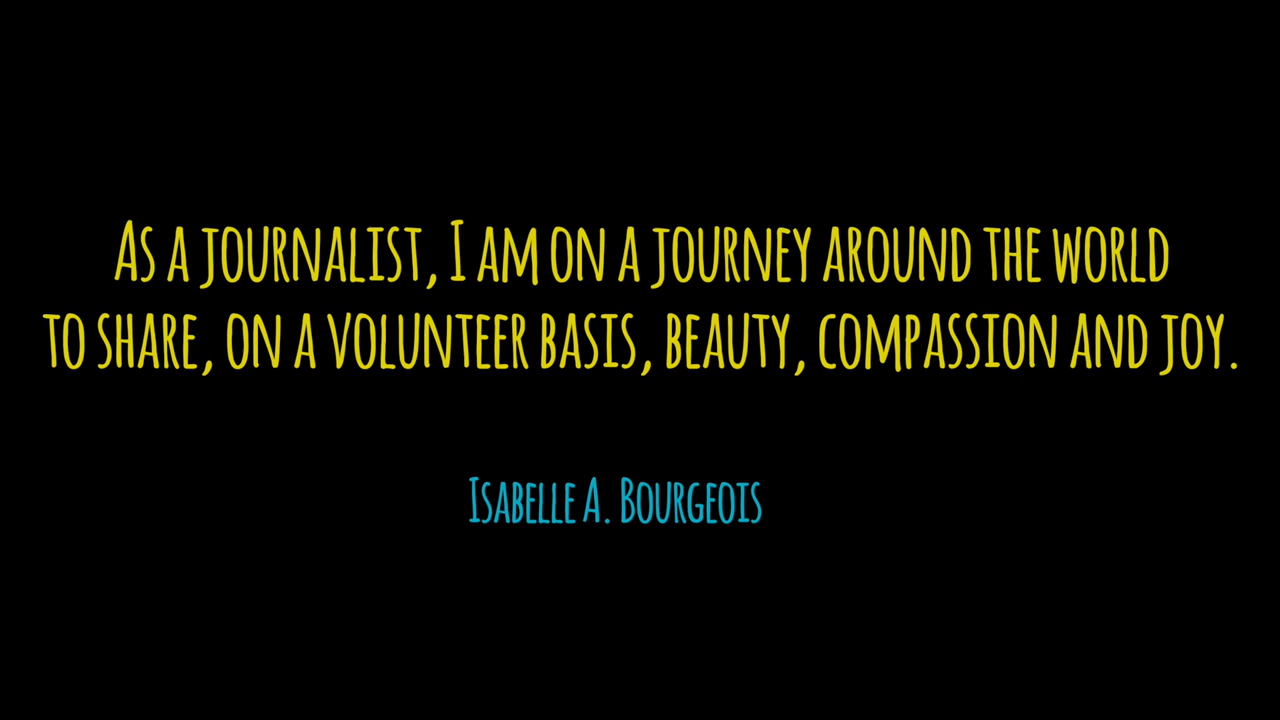 As a journalist, I am on a journey around the world
to share, on a volunteer basis, beauty, compassion and joy.
Isabelle A. Bourgeois